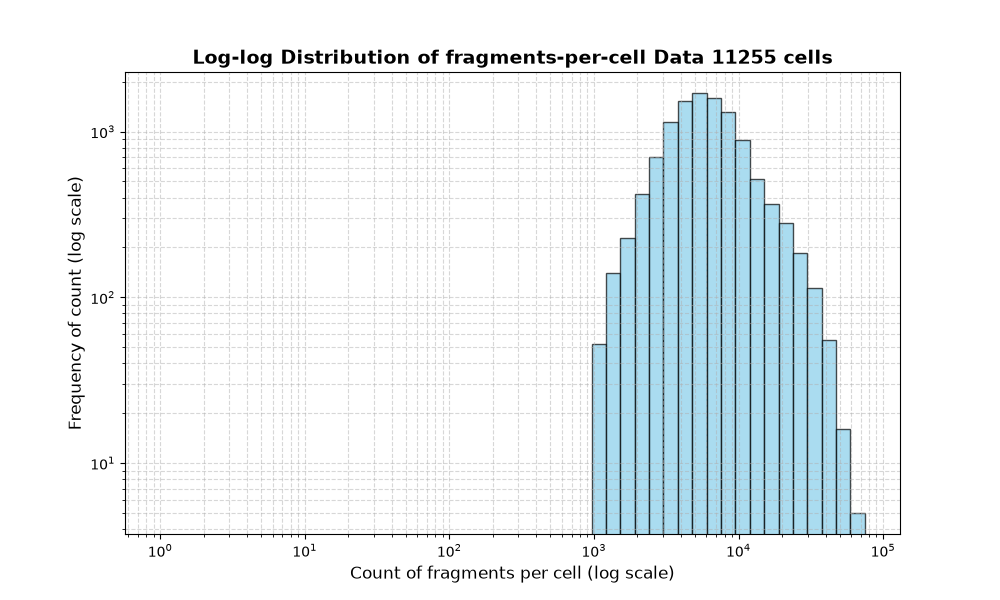 Log-log Distribution of fragments-per-cell Data 11255 cells
Frequency of count (log scale)
10³
10²
10¹
10⁰ 10¹ 10² 10³ 10⁴ 10⁵
Count of fragments per cell (log scale)